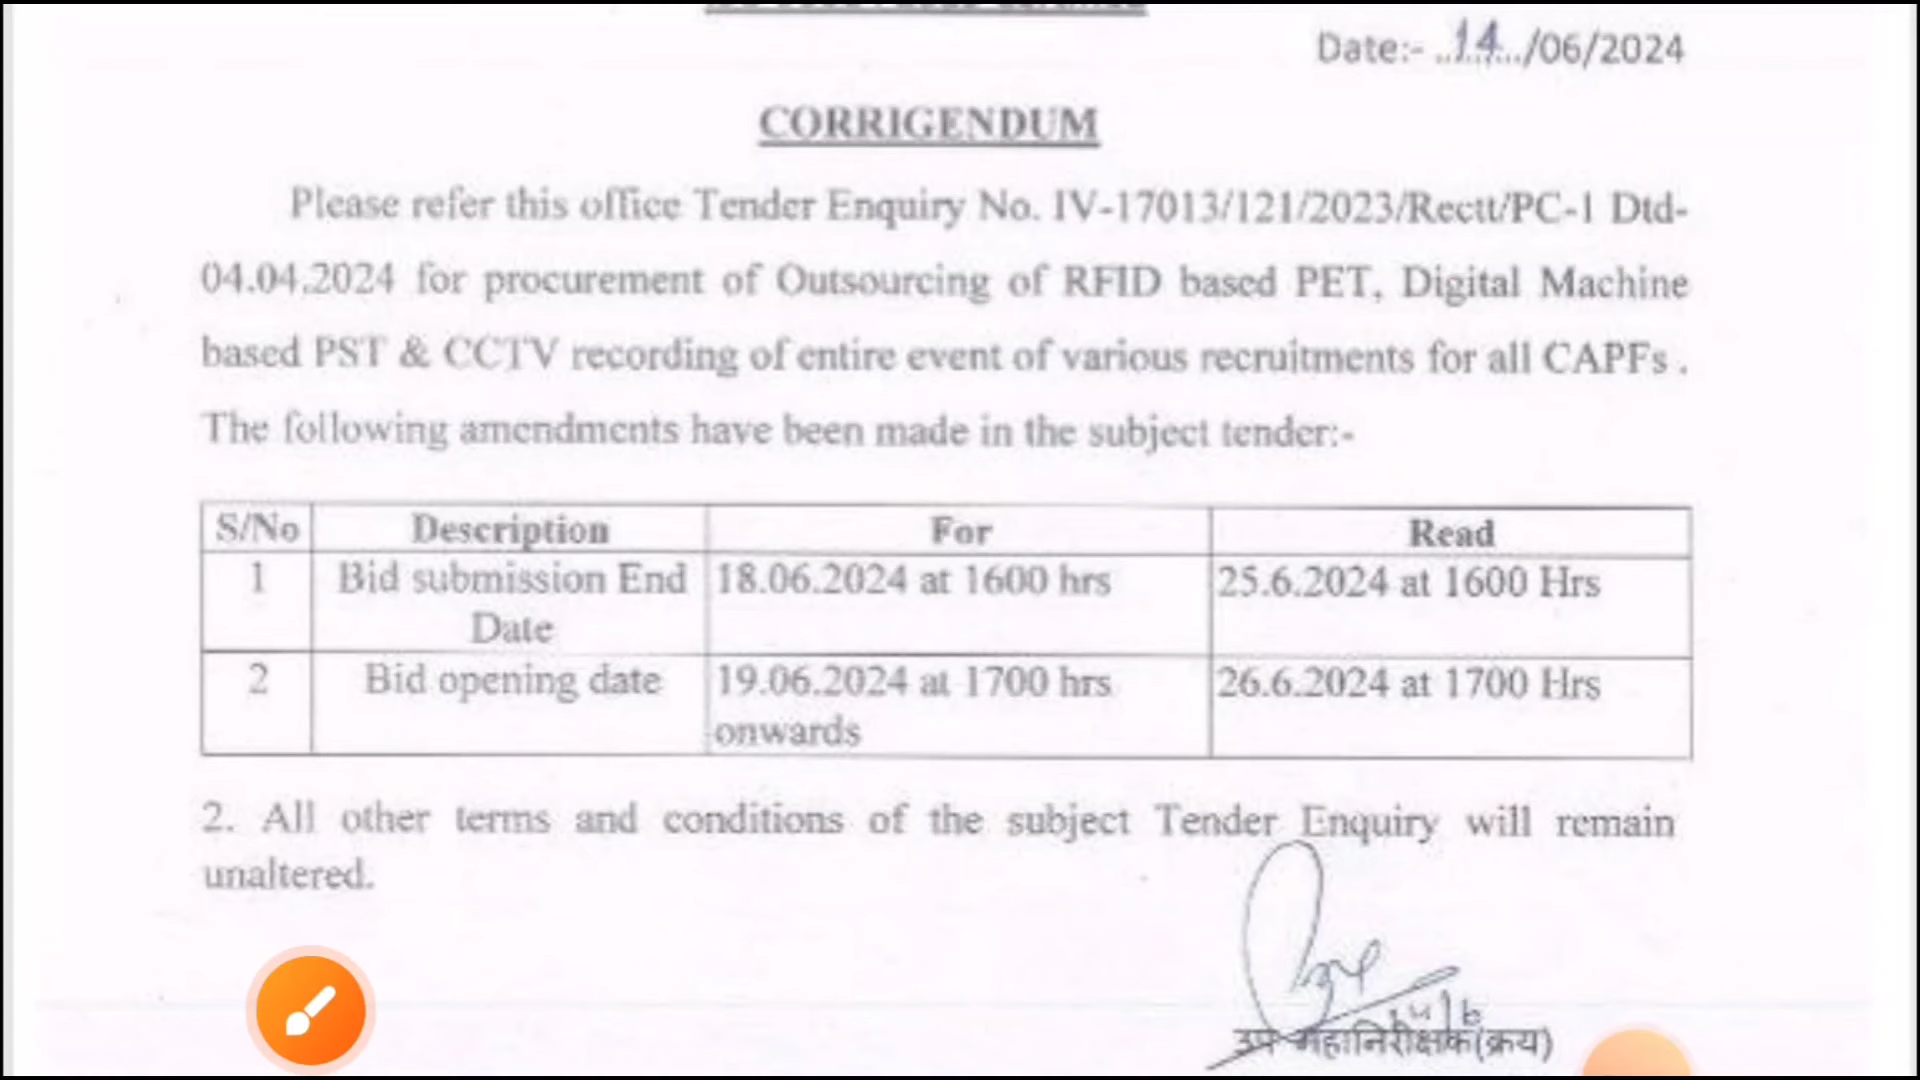 Date:- ..14../06/2024
CORRIGENDUM
Please refer this office Tender Enquiry No. IV-17013/121/2023/Rectt/PC-1 Dtd-
04.04.2024 for procurement of Outsourcing of RFID based PET, Digital Machine
based PST & CCTV recording of entire event of various recruitments for all CAPFs .
The following amendments have been made in the subject tender:-
S/No Description For Read
1 Bid submission End Date 18.06.2024 at 1600 hrs 25.6.2024 at 1600 Hrs
2 Bid opening date 19.06.2024 at 1700 hrs onwards 26.6.2024 at 1700 Hrs
2. All other terms and conditions of the subject Tender Enquiry will remain
unaltered.
14/6
उप महानिरीक्षक(क्रय)